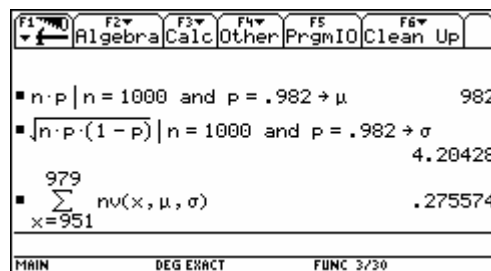 F1 F2 F3 F4 F5 F6
Algebra Calc Other PrgmIO Clean Up
▪ n·p | n = 1000 and p = .982 → μ 982
▪ √(n·p·(1 - p)) | n = 1000 and p = .982 → σ
4.20428
979
▪ Σ nv(x, μ, σ) .275574
x=951
MAIN DEG EXACT FUNC 3/30